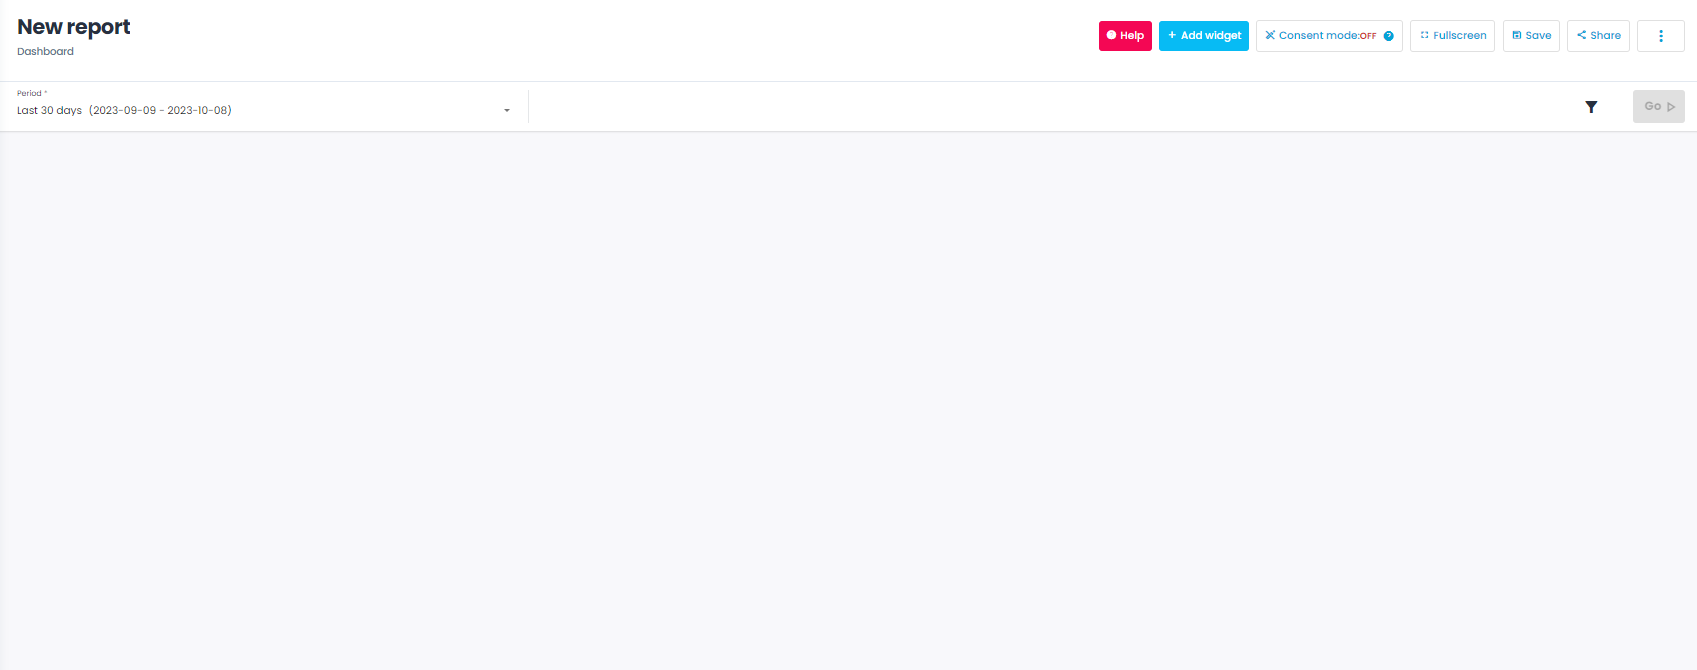 New report
Dashboard
Help
+ Add widget
Consent mode:OFF ?
Fullscreen
Save
Share
Period *
Last 30 days (2023-09-09 - 2023-10-08)
Go